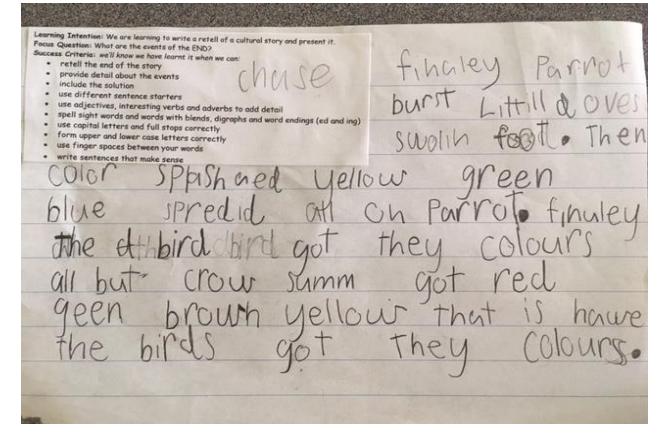 Learning Intention: We are learning to write a retell of a cultural story and present it.
Focus Question: What are the events of the END?
Success Criteria: we'll know we have learnt it when we can:
• retell the end of the story
• provide detail about the events
• include the solution
• use different sentence starters
• use adjectives, interesting verbs and adverbs to add detail
• spell sight words and words with blends, digraphs and word endings (ed and ing)
• use capital letters and full stops correctly
• form upper and lower case letters correctly
• use finger spaces between your words
• write sentences that make sense
chase
finaley Parrot
burst Littill doves
swolin foot. Then
color spashaed yellow green
blue spredid all on Parrot. finuley
the bird got they colours
all but crow summ got red
geen brown yellow that is hawe
the birds got they colours.